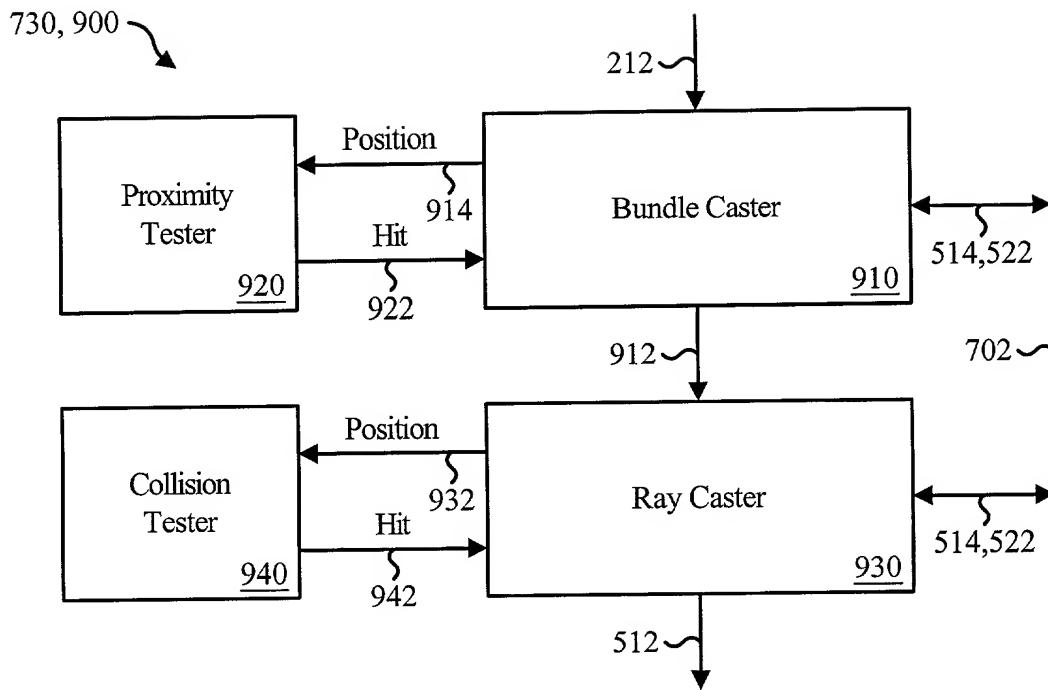 730, 900
212
Position
914
Proximity
Tester
920
Hit
922
Bundle Caster
910
514,522
912
702
Position
932
Collision
Tester
940
Hit
942
Ray Caster
930
514,522
512